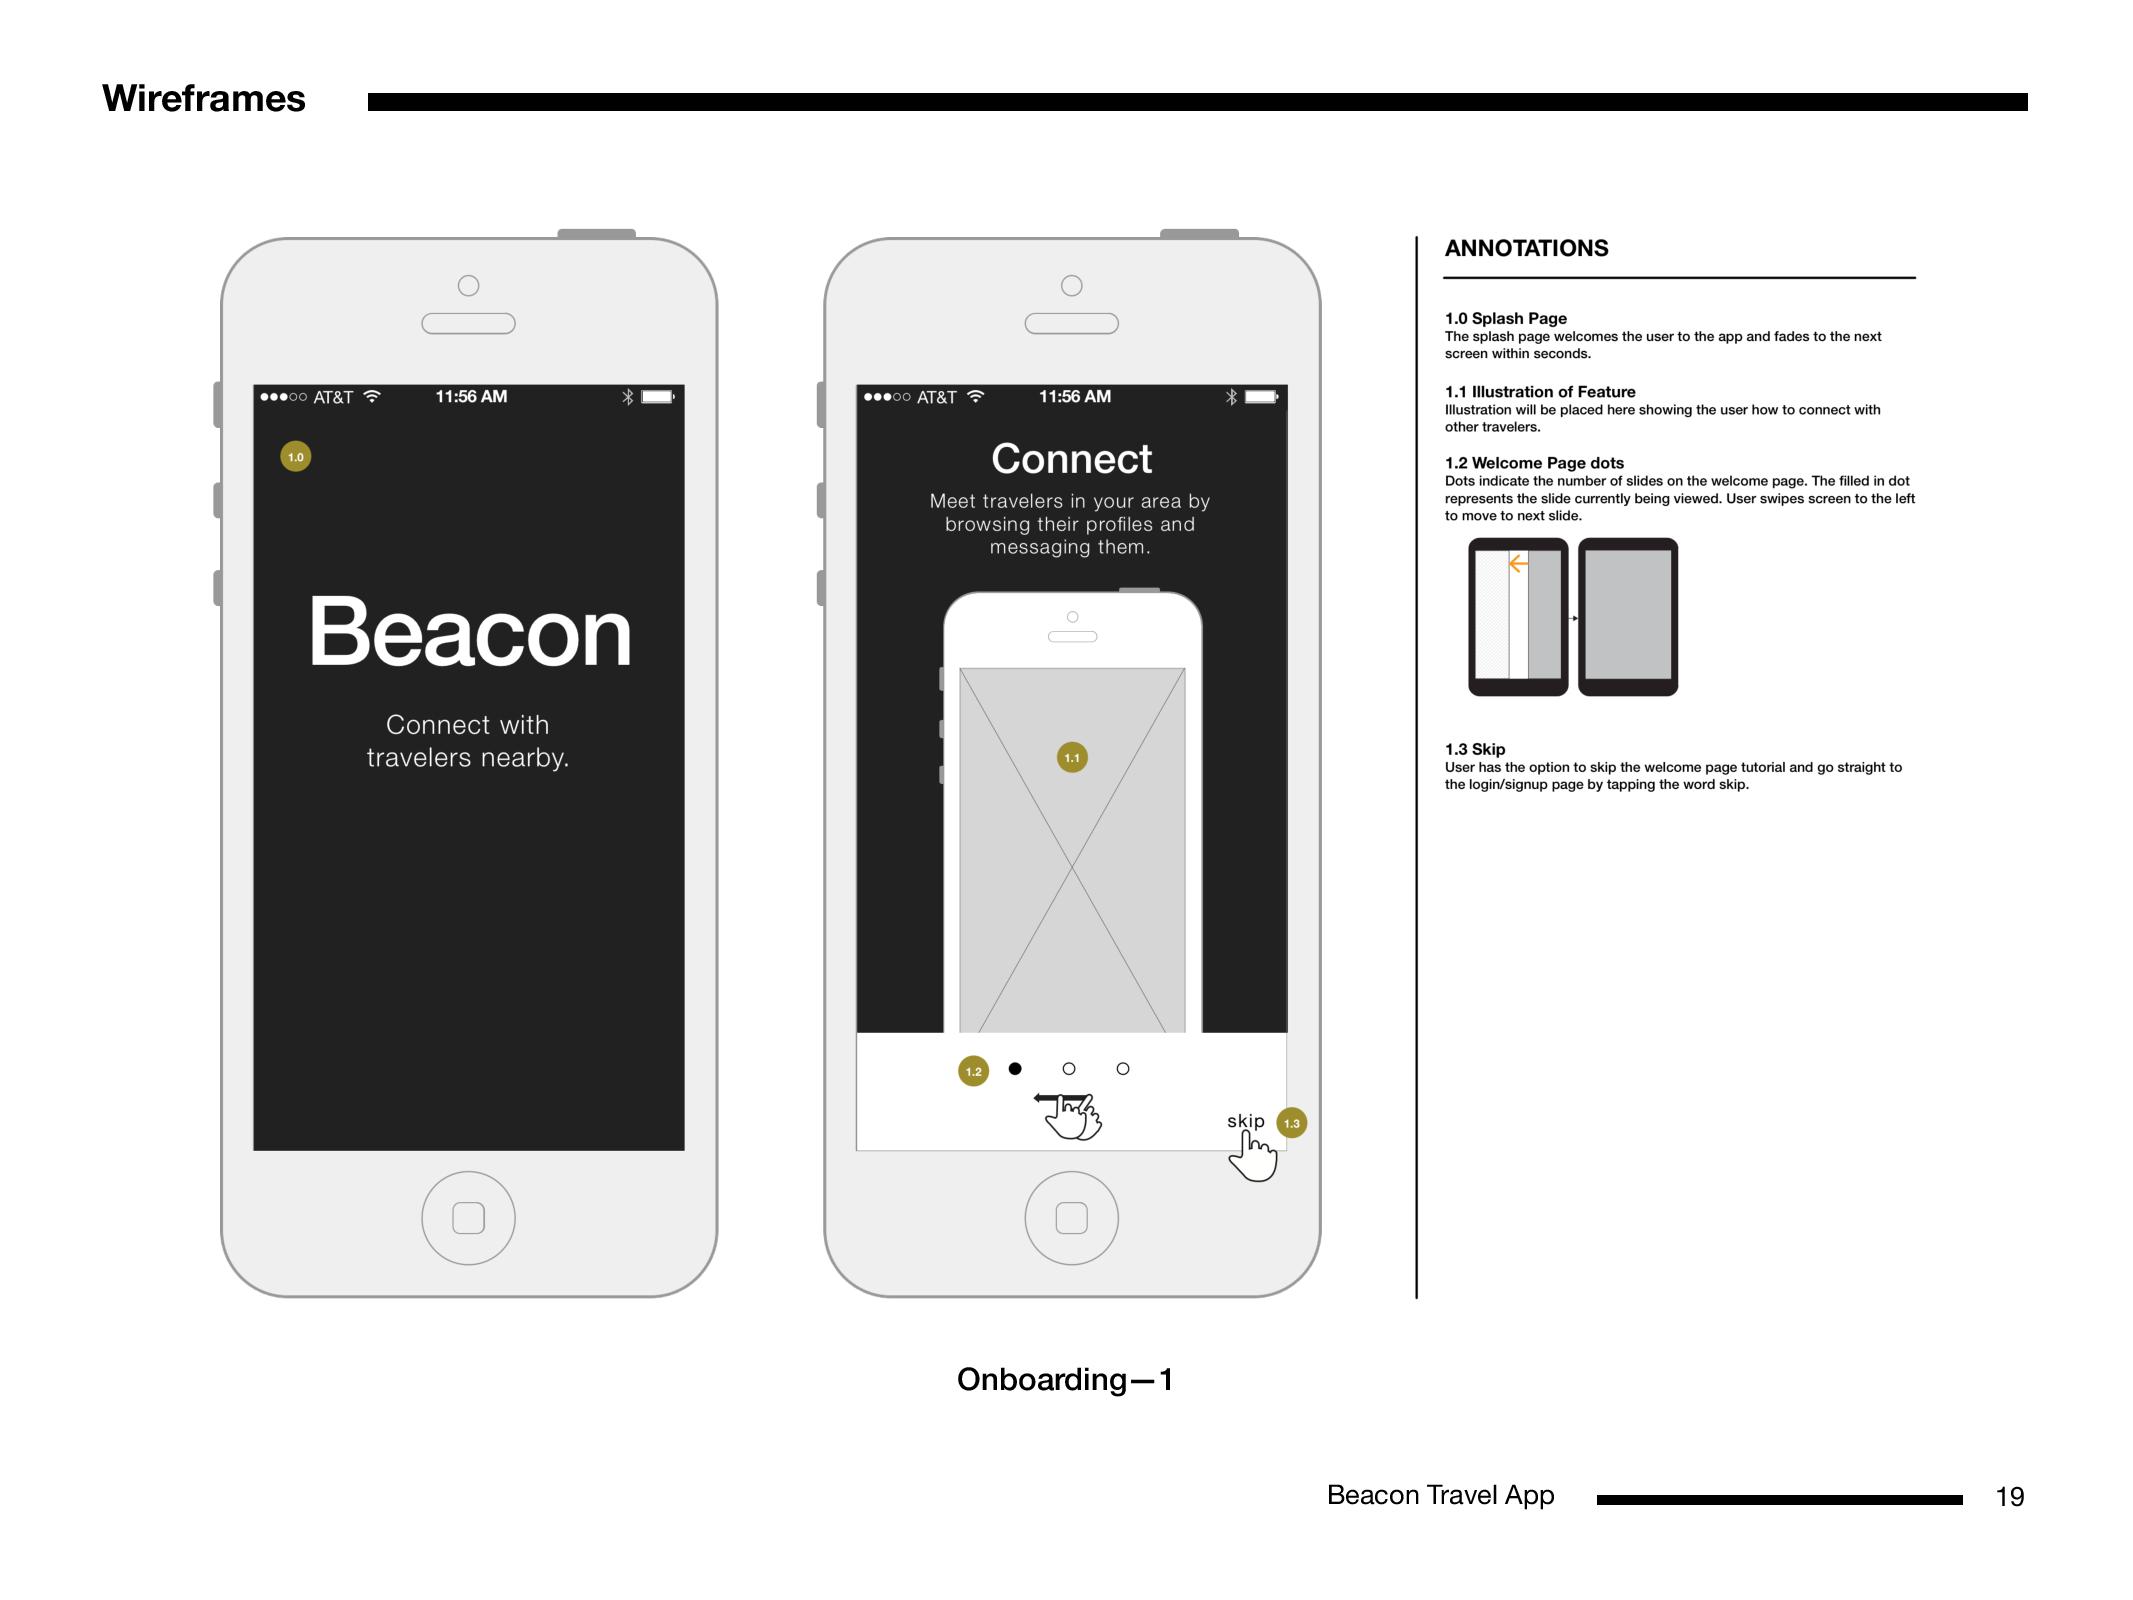 Wireframes
AT&T 11:56 AM
1.0
Beacon
Connect with
travelers nearby.
AT&T 11:56 AM
Connect
Meet travelers in your area by
browsing their profiles and
messaging them.
1.1
1.2
skip 1.3
ANNOTATIONS
1.0 Splash Page
The splash page welcomes the user to the app and fades to the next
screen within seconds.
1.1 Illustration of Feature
Illustration will be placed here showing the user how to connect with
other travelers.
1.2 Welcome Page dots
Dots indicate the number of slides on the welcome page. The filled in dot
represents the slide currently being viewed. User swipes screen to the left
to move to next slide.
1.3 Skip
User has the option to skip the welcome page tutorial and go straight to
the login/signup page by tapping the word skip.
Onboarding—1
Beacon Travel App 19